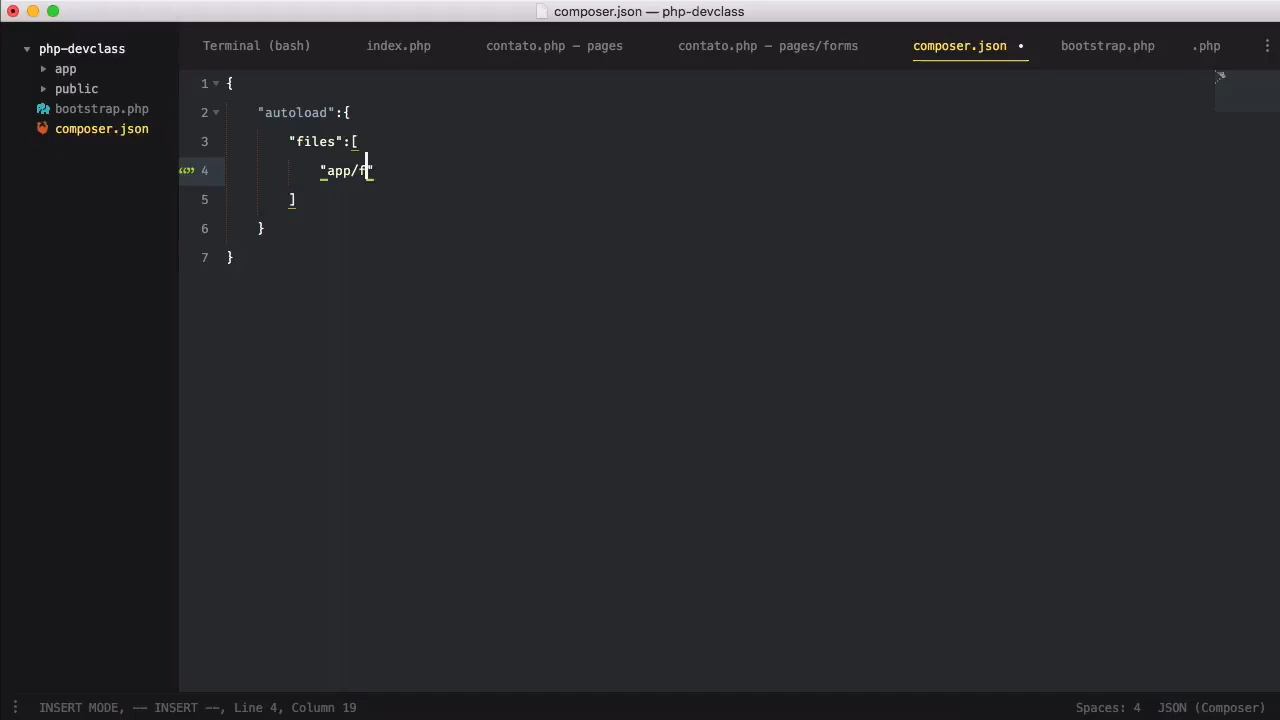 composer.json — php-devclass
php-devclass
app
public
bootstrap.php
composer.json
Terminal (bash)
index.php
contato.php — pages
contato.php — pages/forms
composer.json
bootstrap.php
.php
1 {
2 "autoload":{
3 "files":[
4 "app/f"
5 ]
6 }
7 }
INSERT MODE, —— INSERT ——, Line 4, Column 19
Spaces: 4
JSON (Composer)